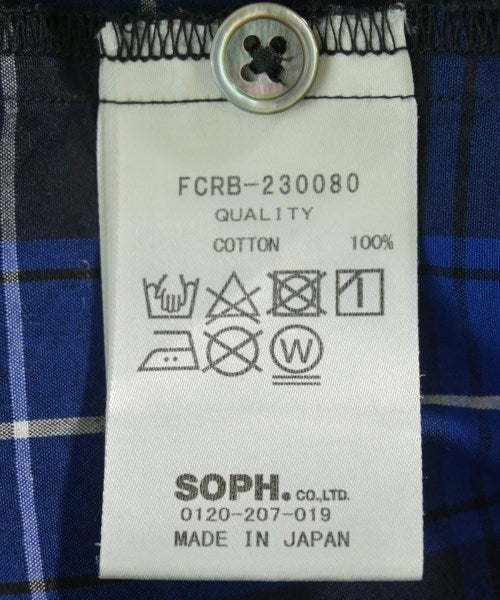 FCRB-230080
QUALITY
COTTON 100%
W
SOPH. CO.,LTD.
0120-207-019
MADE IN JAPAN